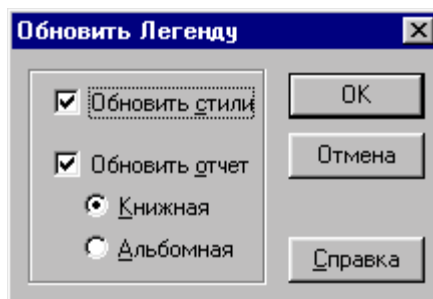 Обновить Легенду
Обновить стили
Обновить отчет
Книжная
Альбомная
OK
Отмена
Справка